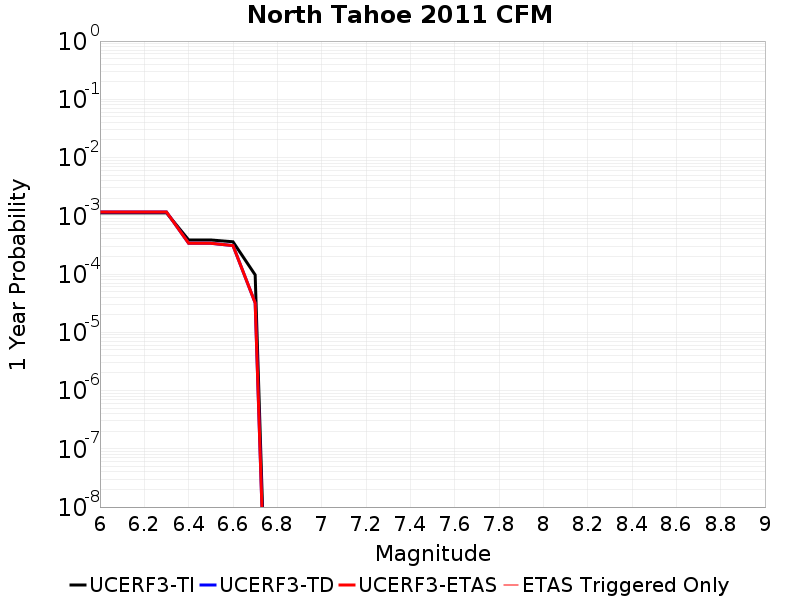 North Tahoe 2011 CFM
1 Year Probability
10^0
10^-1
10^-2
10^-3
10^-4
10^-5
10^-6
10^-7
10^-8
6 6.2 6.4 6.6 6.8 7 7.2 7.4 7.6 7.8 8 8.2 8.4 8.6 8.8 9
Magnitude
UCERF3-TI UCERF3-TD UCERF3-ETAS ETAS Triggered Only